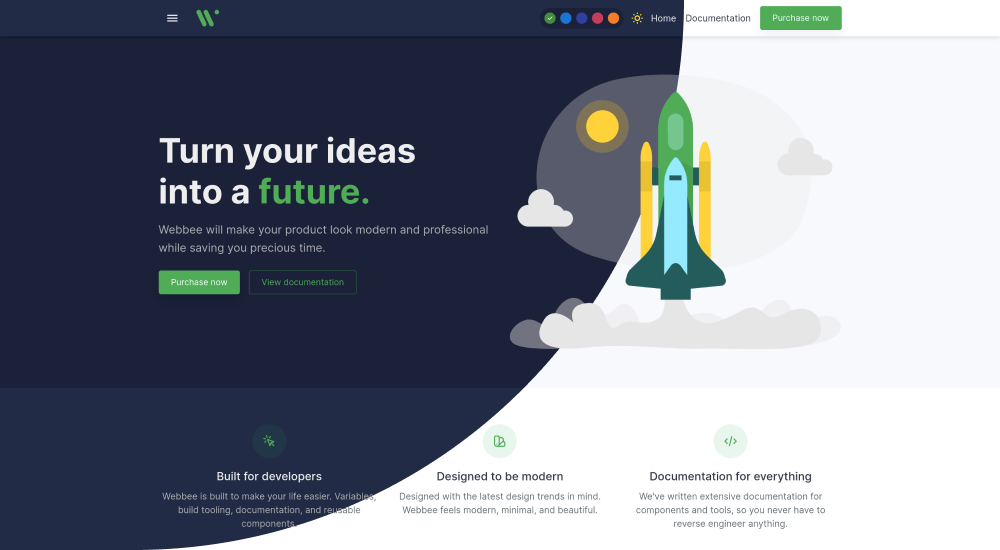 Home Documentation Purchase now
Turn your ideas
into a future.
Webbee will make your product look modern and professional
while saving you precious time.
Purchase now View documentation
Built for developers
Webbee is built to make your life easier. Variables,
build tooling, documentation, and reusable
components.
Designed to be modern
Designed with the latest design trends in mind.
Webbee feels modern, minimal, and beautiful.
Documentation for everything
We've written extensive documentation for
components and tools, so you never have to
reverse engineer anything.